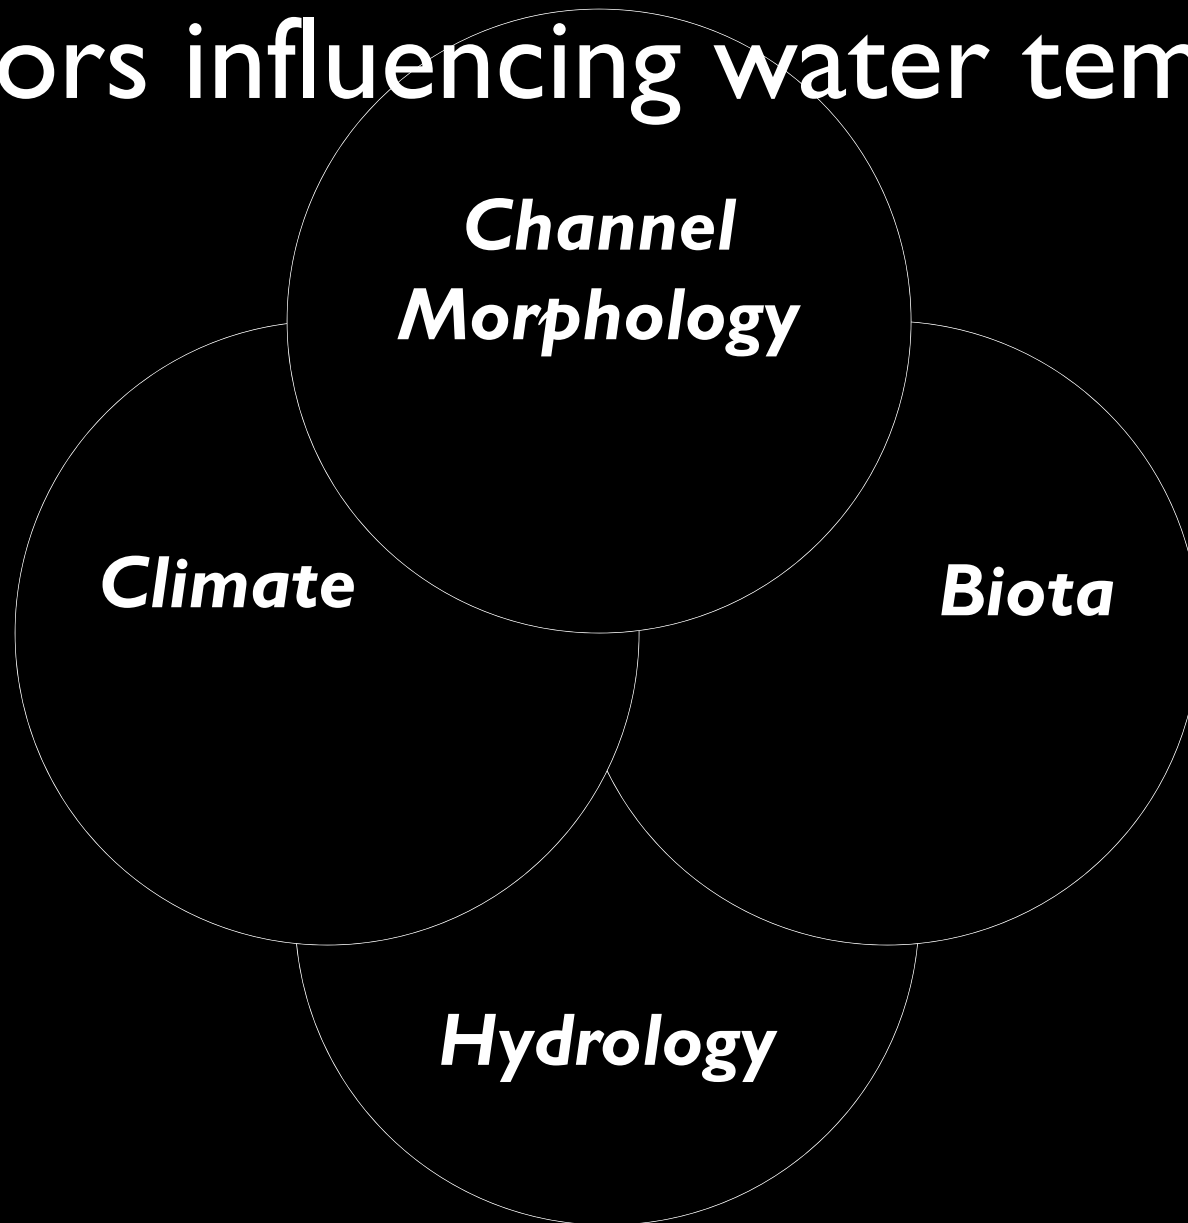 ors influencing water tem
Channel
Morphology
Climate
Biota
Hydrology